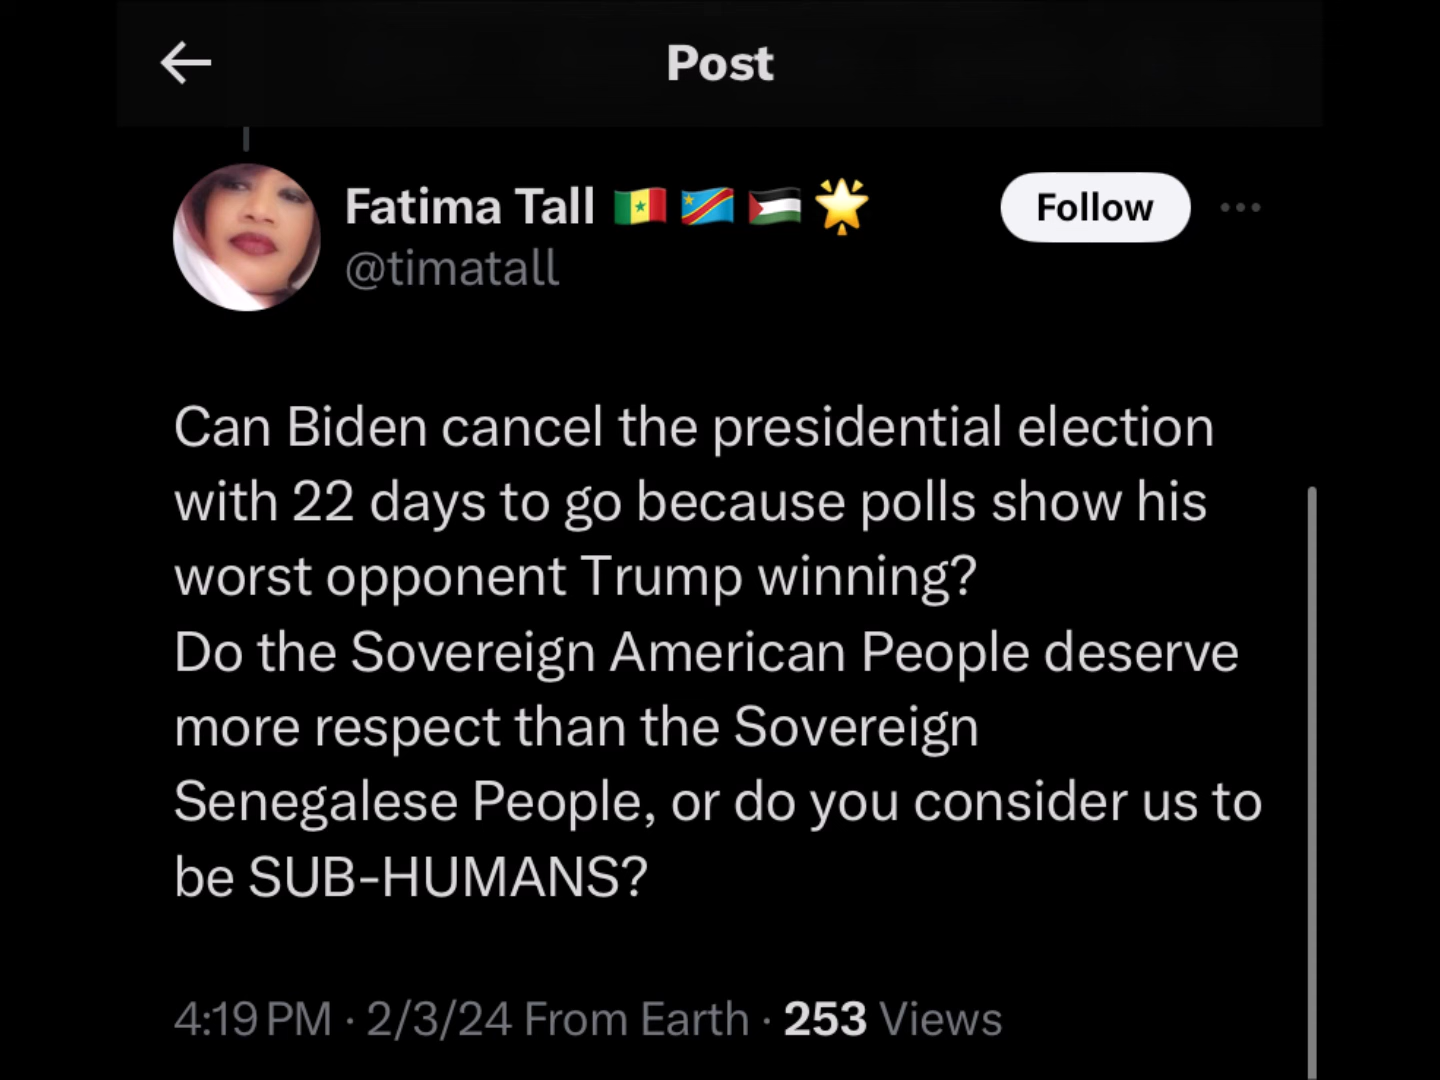 Post
Fatima Tall 🇸🇳 🇨🇩 🇵🇸 🌟
Follow
@timatall
Can Biden cancel the presidential election
with 22 days to go because polls show his
worst opponent Trump winning?
Do the Sovereign American People deserve
more respect than the Sovereign
Senegalese People, or do you consider us to
be SUB-HUMANS?
4:19 PM · 2/3/24 From Earth · 253 Views